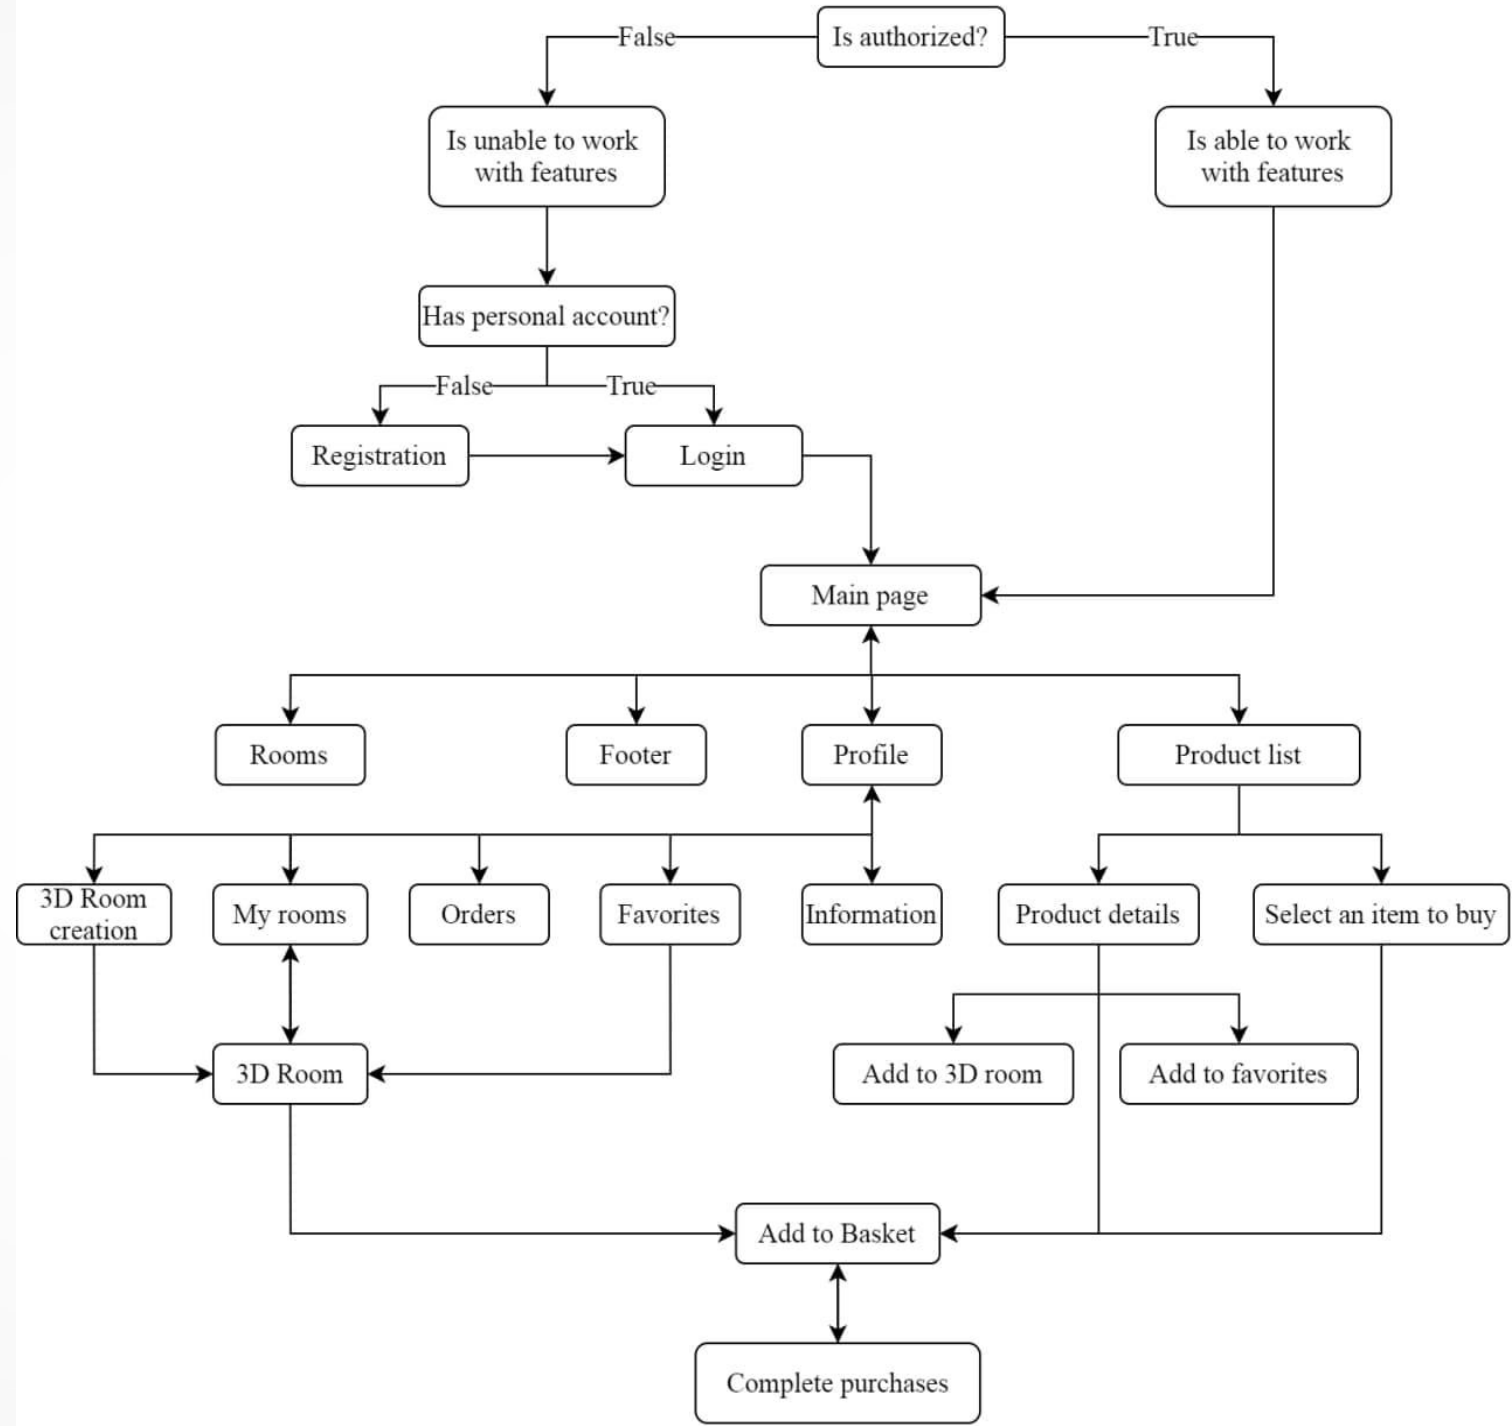 Is authorized?
False
True
Is unable to work
with features
Is able to work
with features
Has personal account?
False
True
Registration
Login
Main page
Rooms
Footer
Profile
Product list
3D Room
creation
My rooms
Orders
Favorites
Information
Product details
Select an item to buy
3D Room
Add to 3D room
Add to favorites
Add to Basket
Complete purchases